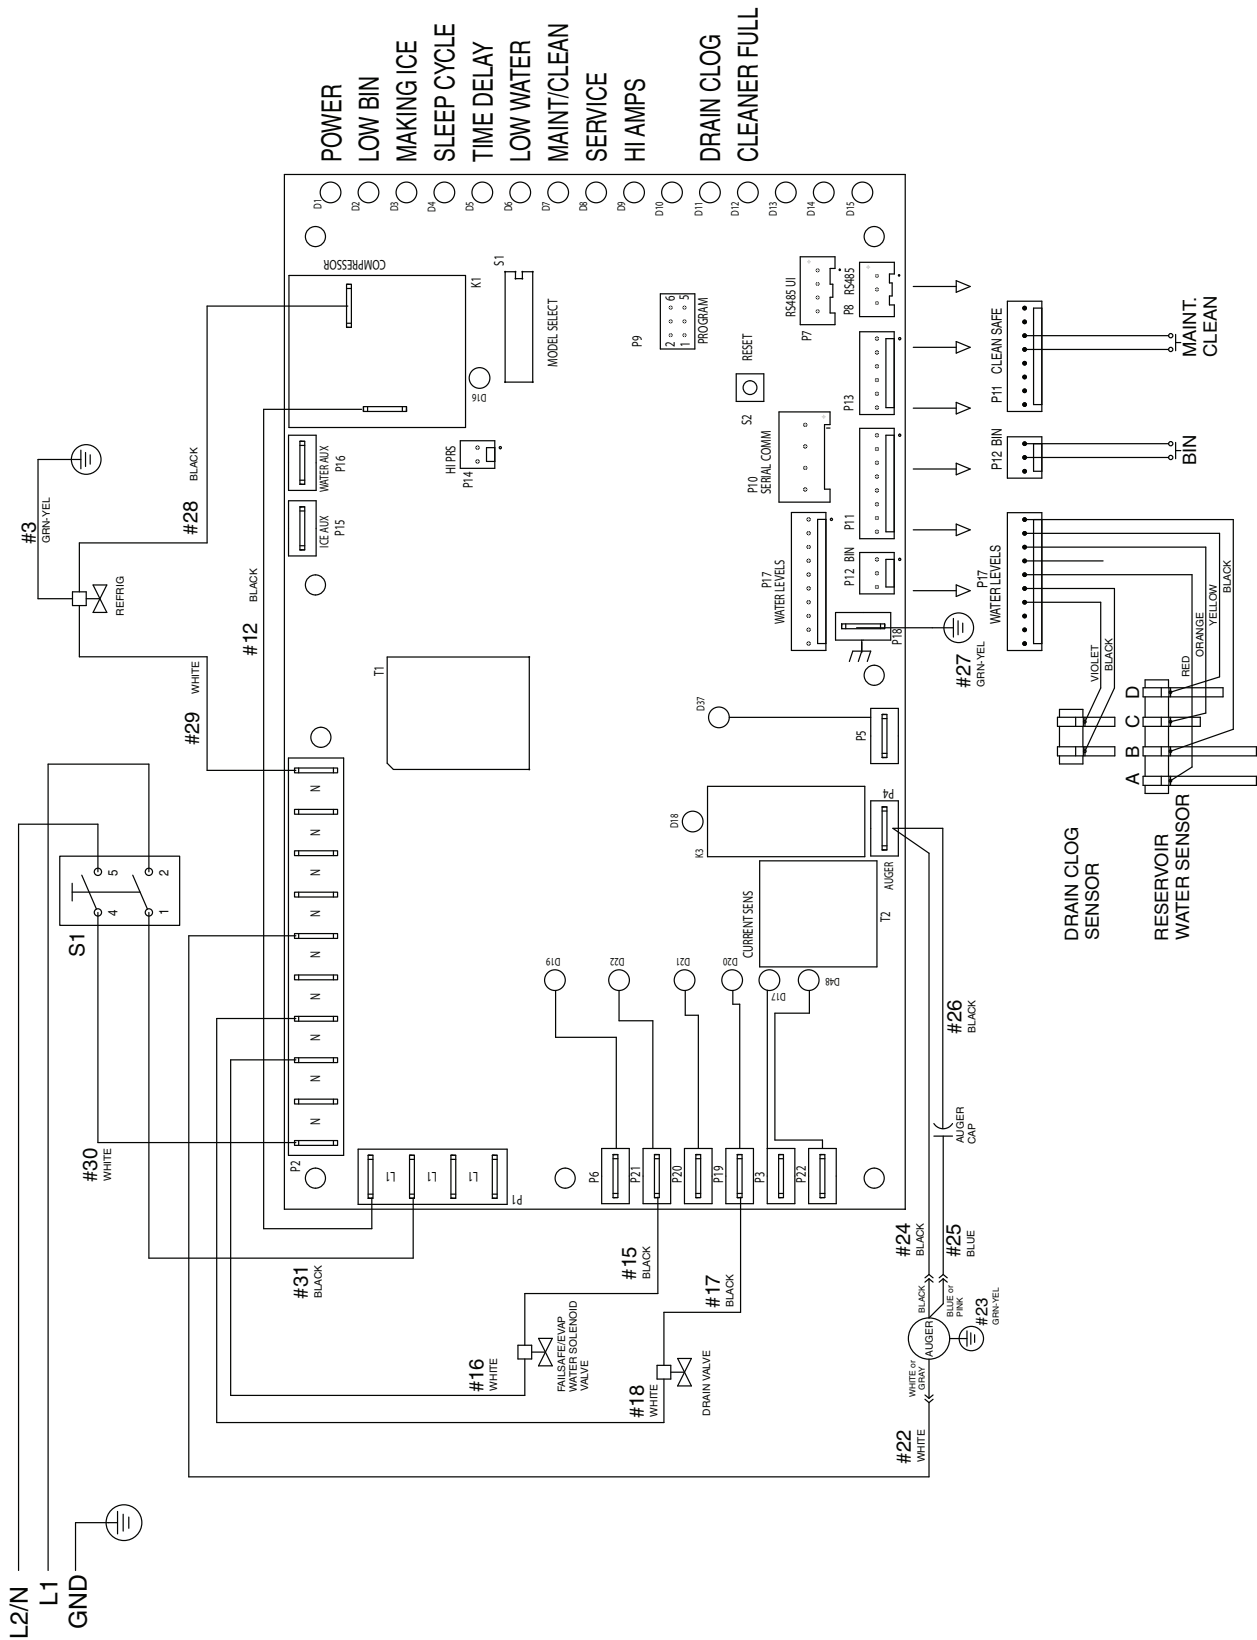 L2/N
L1
GND
S1
4
5
1
2
#30
WHITE
#29
WHITE
REFRIG
#3
GRN-YEL
#28
BLACK
#12
BLACK
#31
BLACK
#16
WHITE
FAILSAFE/EVAP
WATER SOLENOID
VALVE
#15
BLACK
#18
WHITE
DRAIN VALVE
#17
BLACK
#22
WHITE
WHITE or
GRAY
AUGER
BLACK
BLUE or
PINK
#23
GRN-YEL
#24
BLACK
#25
BLUE
AUGER
CAP
#26
BLACK
P2
N
N
N
N
N
N
N
N
N
P1
L1
L1
L1
P6
P21
P20
P19
P3
P22
D19
D22
D21
D20
D17
D48
CURRENT SENS
T2
AUGER
P4
K3
D18
P5
D37
T1
ICE AUX
P15
WATER AUX
P16
HI PRS
P14
COMPRESSOR
K1
D16
S1
MODEL SELECT
P9
2
6
1
5
PROGRAM
S2
RESET
P10
SERIAL COMM
P17
WATER LEVELS
P18
#27
GRN-YEL
P12 BIN
P11
P13
P7
RS485 UI
P8
RS485
D1
D2
D3
D4
D5
D6
D7
D8
D9
D10
D11
D12
D13
D14
D15
POWER
LOW BIN
MAKING ICE
SLEEP CYCLE
TIME DELAY
LOW WATER
MAINT/CLEAN
SERVICE
HI AMPS
DRAIN CLOG
CLEANER FULL
P17
WATER LEVELS
P12 BIN
P11 CLEAN SAFE
BIN
MAINT.
CLEAN
VIOLET
BLACK
RED
ORANGE
YELLOW
BLACK
DRAIN CLOG
SENSOR
RESERVOIR
WATER SENSOR
A
B
C
D